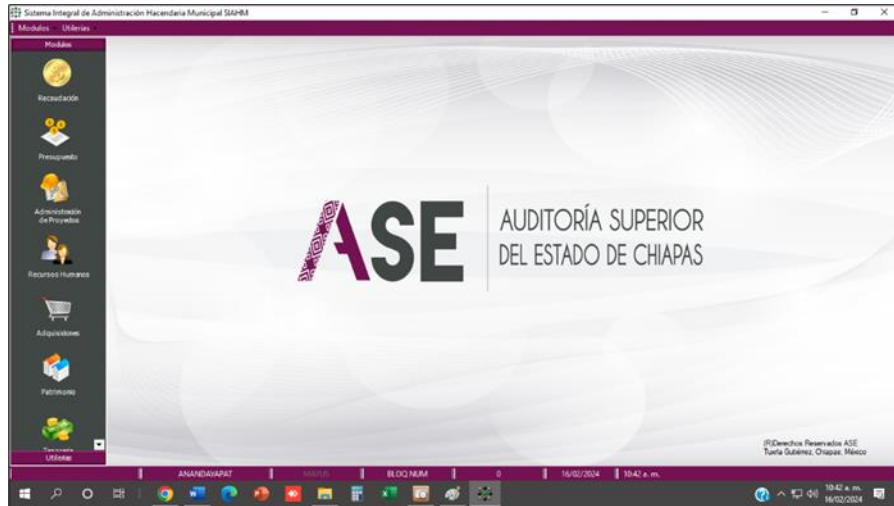 Sistema Integral de Administración Hacendaria Municipal SIAHM
Modulos Utilerias
Modulos
Recaudación
Presupuesto
Administración
de Proyectos
Recursos Humanos
Adquisiciones
Patrimonio
Tesoreria
Utilerias
ASE
AUDITORÍA SUPERIOR
DEL ESTADO DE CHIAPAS
(R)Derechos Reservados ASE
Tuxtla Gutiérrez, Chiapas, México
ANANDAYAPAT MAYUS BLOQ NUM 0 16/02/2024 10:42 a. m.
10:42 a. m.
16/02/2024